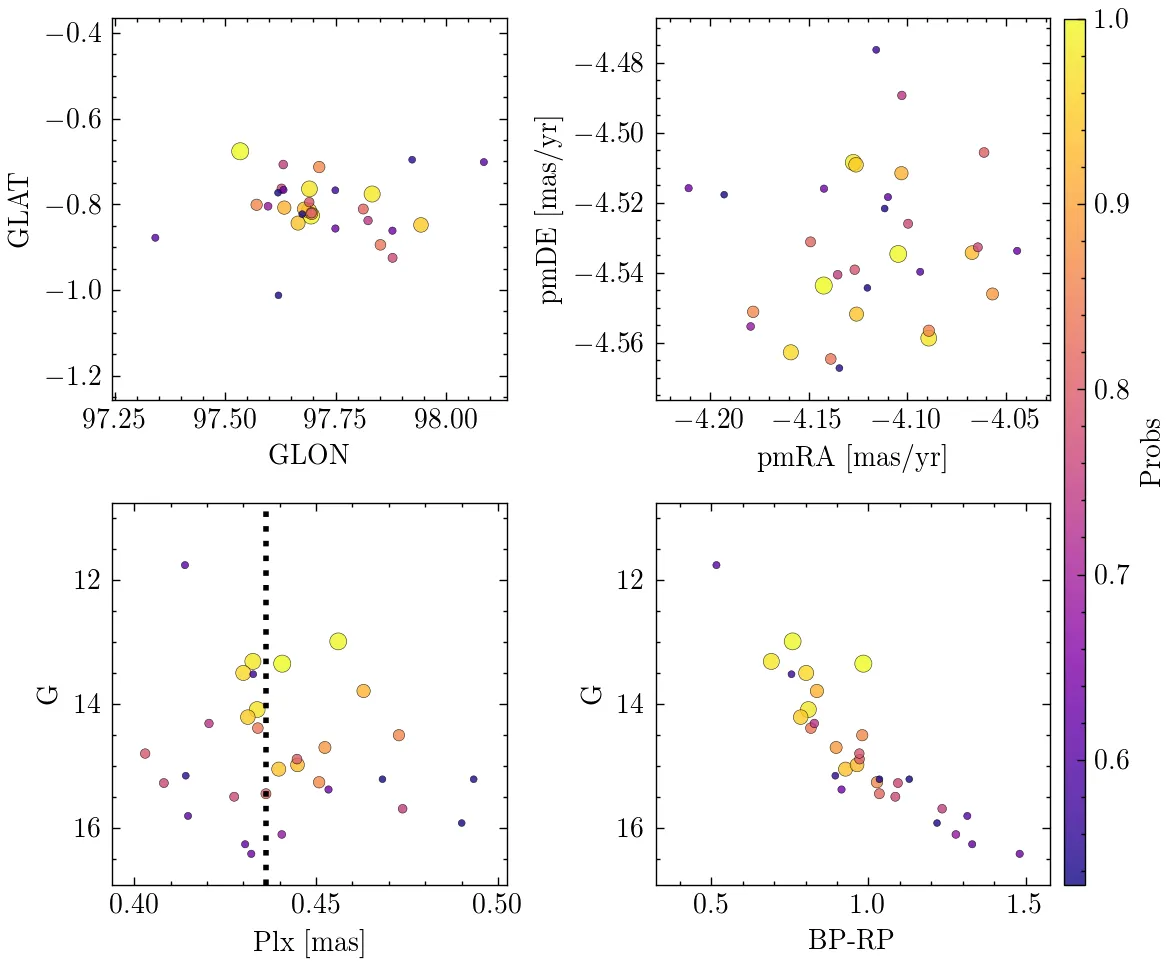 −0.4
−0.6
−0.8
−1.0
−1.2
GLAT
97.25 97.50 97.75 98.00
GLON
−4.48
−4.50
−4.52
−4.54
−4.56
pmDE [mas/yr]
−4.20 −4.15 −4.10 −4.05
pmRA [mas/yr]
12
14
16
G
0.40 0.45 0.50
Plx [mas]
12
14
16
G
0.5 1.0 1.5
BP-RP
1.0
0.9
0.8
0.7
0.6
Probs